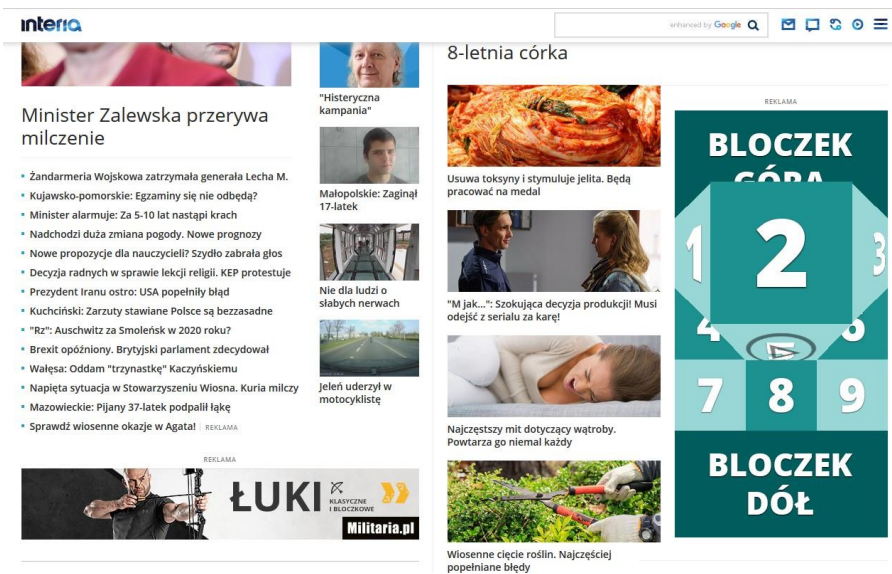 interia
enhanced by Google
8-letnia córka
Minister Zalewska przerywa
milczenie
Żandarmeria Wojskowa zatrzymała generała Lecha M.
Kujawsko-pomorskie: Egzaminy się nie odbędą?
Minister alarmuje: Za 5-10 lat nastąpi krach
Nadchodzi duża zmiana pogody. Nowe prognozy
Nowe propozycje dla nauczycieli? Szydło zabrała głos
Decyzja radnych w sprawie lekcji religii. KEP protestuje
Prezydent Iranu ostro: USA popełniły błąd
Kuchciński: Zarzuty stawiane Polsce są bezzasadne
"Rz": Auschwitz za Smoleńsk w 2020 roku?
Brexit opóźniony. Brytyjski parlament zdecydował
Wałęsa: Oddam "trzynastkę" Kaczyńskiemu
Napięta sytuacja w Stowarzyszeniu Wiosna. Kuria milczy
Mazowieckie: Pijany 37-latek podpalił łąkę
Sprawdź wiosenne okazje w Agata! REKLAMA
REKLAMA
ŁUKI
KLASYCZNE
I BLOCZKOWE
Militaria.pl
"Histeryczna
kampania"
Małopolskie: Zaginął
17-latek
Nie dla ludzi o
słabych nerwach
Jeleń uderzył w
motocyklistę
Usuwa toksyny i stymuluje jelita. Będą
pracować na medal
"M jak...": Szokująca decyzja produkcji! Musi
odejść z serialu za karę!
Najczęstszy mit dotyczący wątroby.
Powtarza go niemal każdy
Wiosenne cięcie roślin. Najczęściej
popełniane błędy
REKLAMA
BLOCZEK
GÓRA
1 2 3
4 5 6
7 8 9
BLOCZEK
DÓŁ